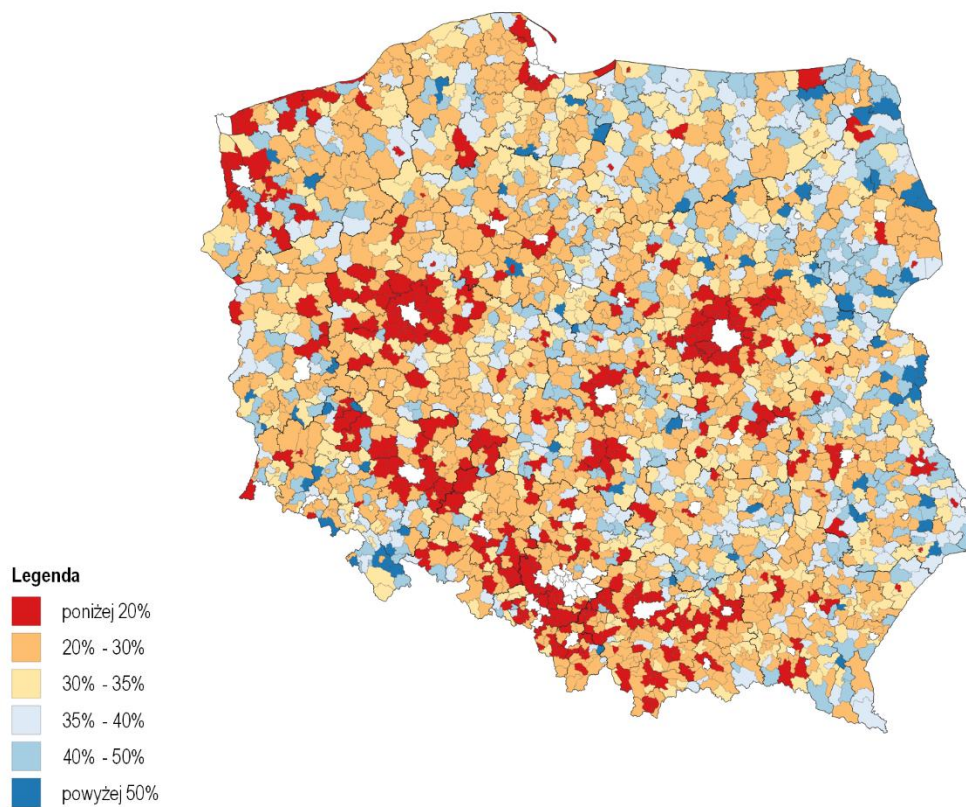 Legenda
poniżej 20%
20% - 30%
30% - 35%
35% - 40%
40% - 50%
powyżej 50%